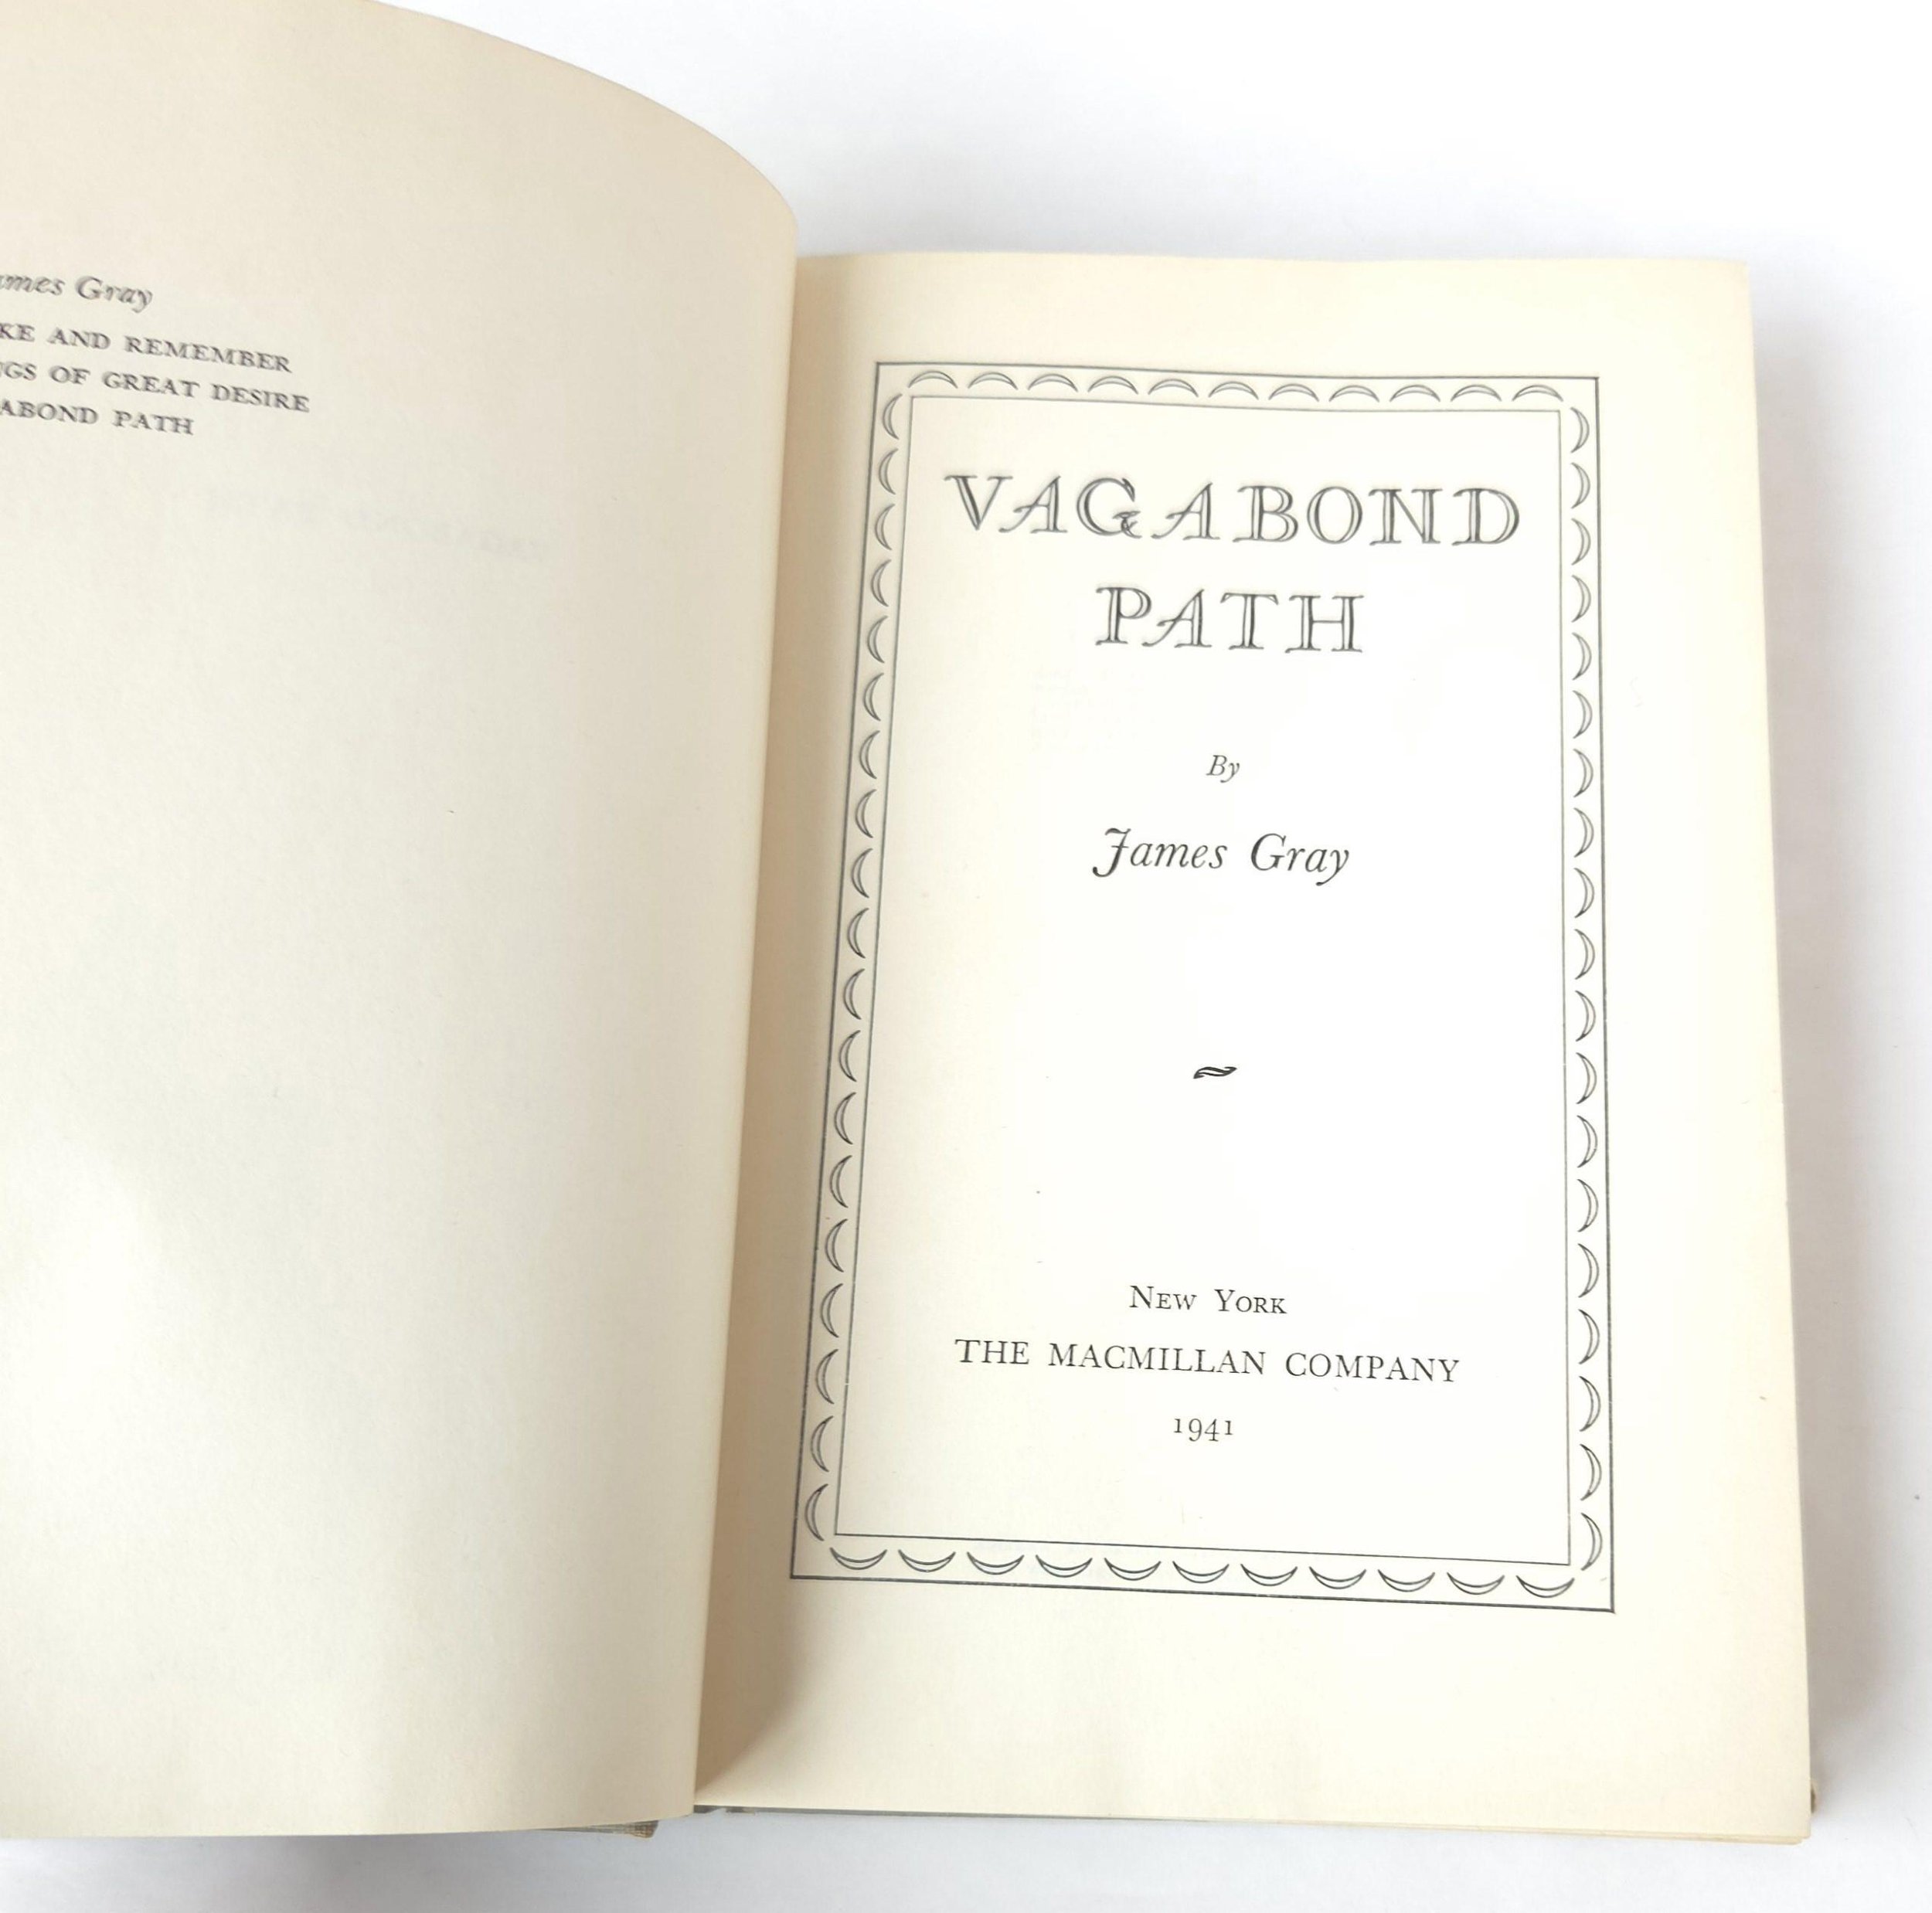 ames Gray
KE AND REMEMBER
GS OF GREAT DESIRE
ABOND PATH
VAGABOND
PATH
By
James Gray
New York
THE MACMILLAN COMPANY
1941